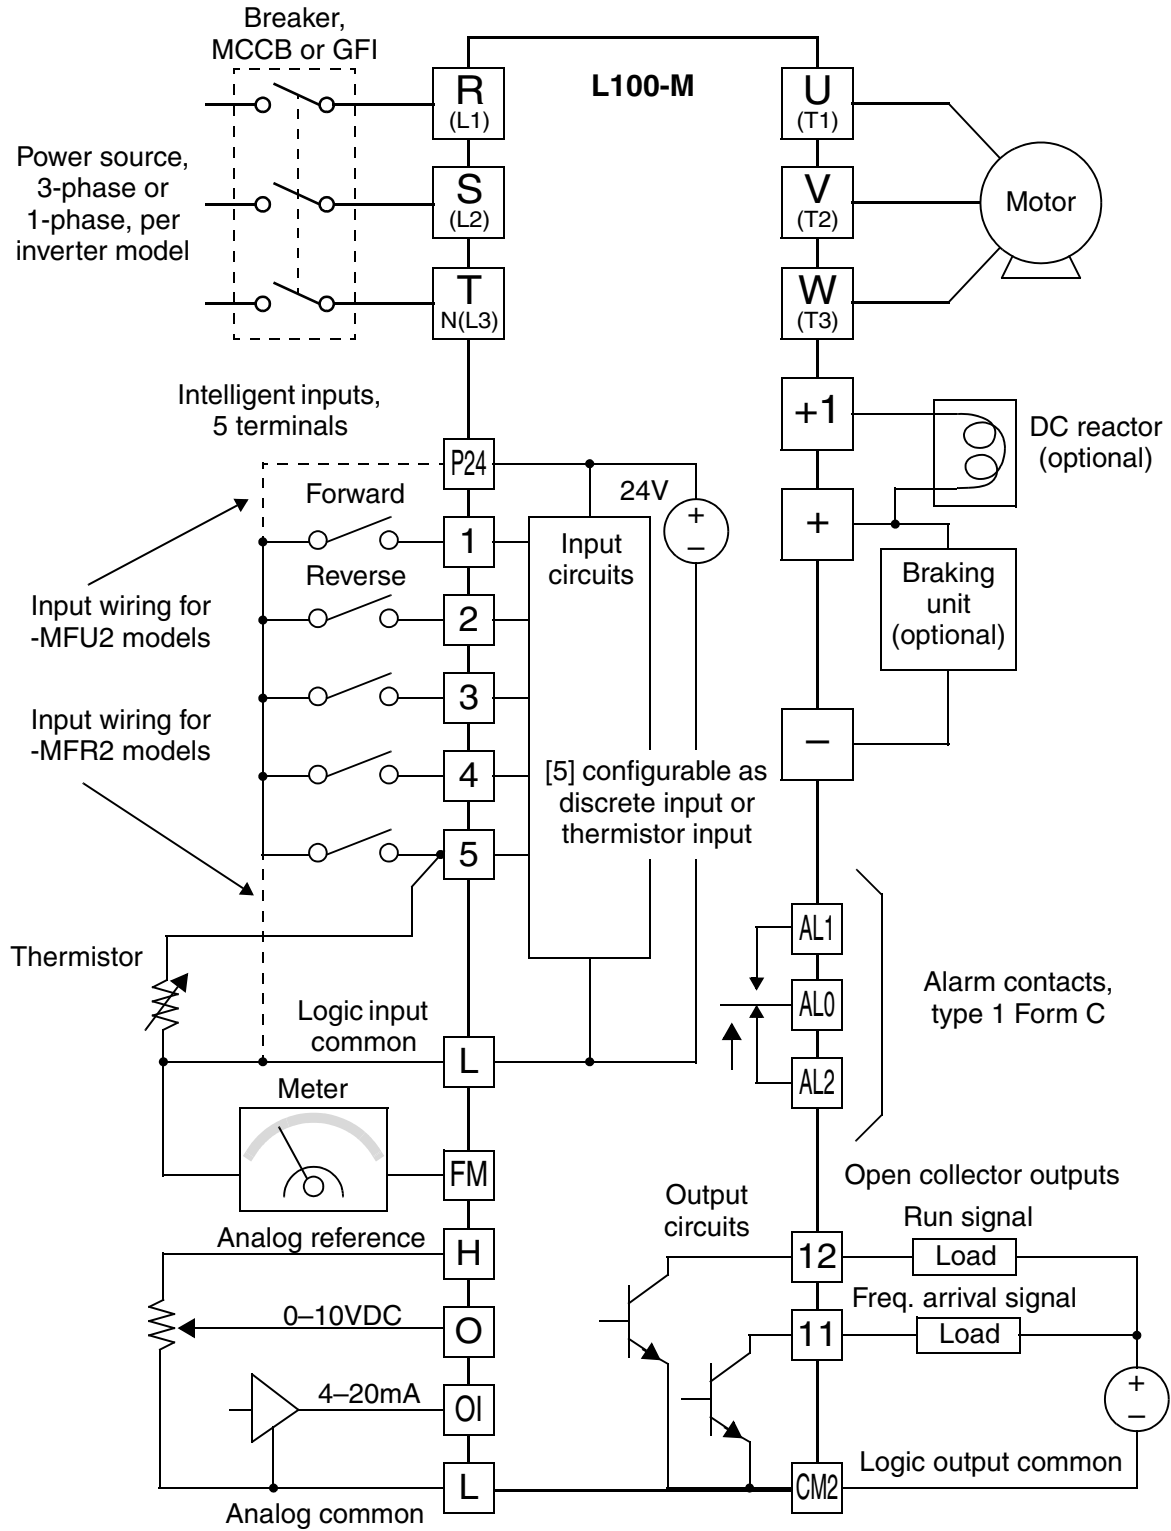 Breaker,
MCCB or GFI
L100-M
R
(L1)
S
(L2)
T
N(L3)
U
(T1)
V
(T2)
W
(T3)
Motor
Power source,
3-phase or
1-phase, per
inverter model
Intelligent inputs,
5 terminals
+1
DC reactor
(optional)
+
Braking
unit
(optional)
–
P24
24V
+
–
Forward
1
Reverse
2
3
4
5
Input
circuits
Input wiring for
-MFU2 models
Input wiring for
-MFR2 models
[5] configurable as
discrete input or
thermistor input
Thermistor
Logic input
common
L
AL1
AL0
AL2
Alarm contacts,
type 1 Form C
Meter
FM
Analog reference
H
0–10VDC
O
4–20mA
OI
L
Analog common
Output
circuits
Open collector outputs
Run signal
12
Load
Freq. arrival signal
11
Load
+
–
Logic output common
CM2